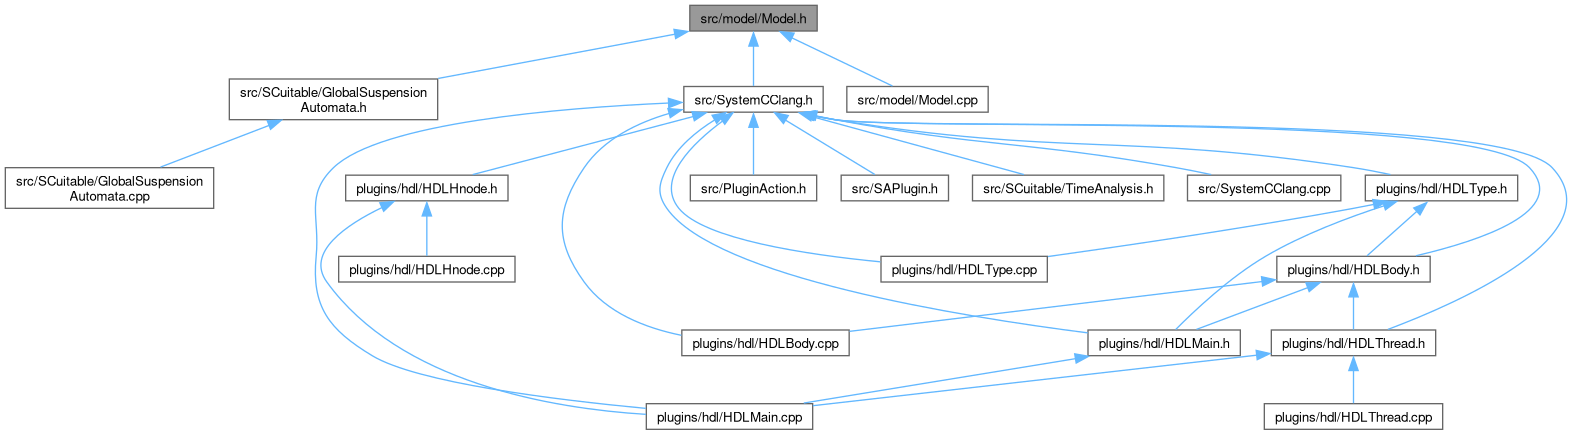 src/model/Model.h
src/SCuitable/GlobalSuspension
Automata.h
src/SystemCClang.h
src/model/Model.cpp
src/SCuitable/GlobalSuspension
Automata.cpp
plugins/hdl/HDLHnode.h
src/PluginAction.h
src/SAPlugin.h
src/SCuitable/TimeAnalysis.h
src/SystemCClang.cpp
plugins/hdl/HDLType.h
plugins/hdl/HDLHnode.cpp
plugins/hdl/HDLType.cpp
plugins/hdl/HDLBody.h
plugins/hdl/HDLBody.cpp
plugins/hdl/HDLMain.h
plugins/hdl/HDLThread.h
plugins/hdl/HDLMain.cpp
plugins/hdl/HDLThread.cpp